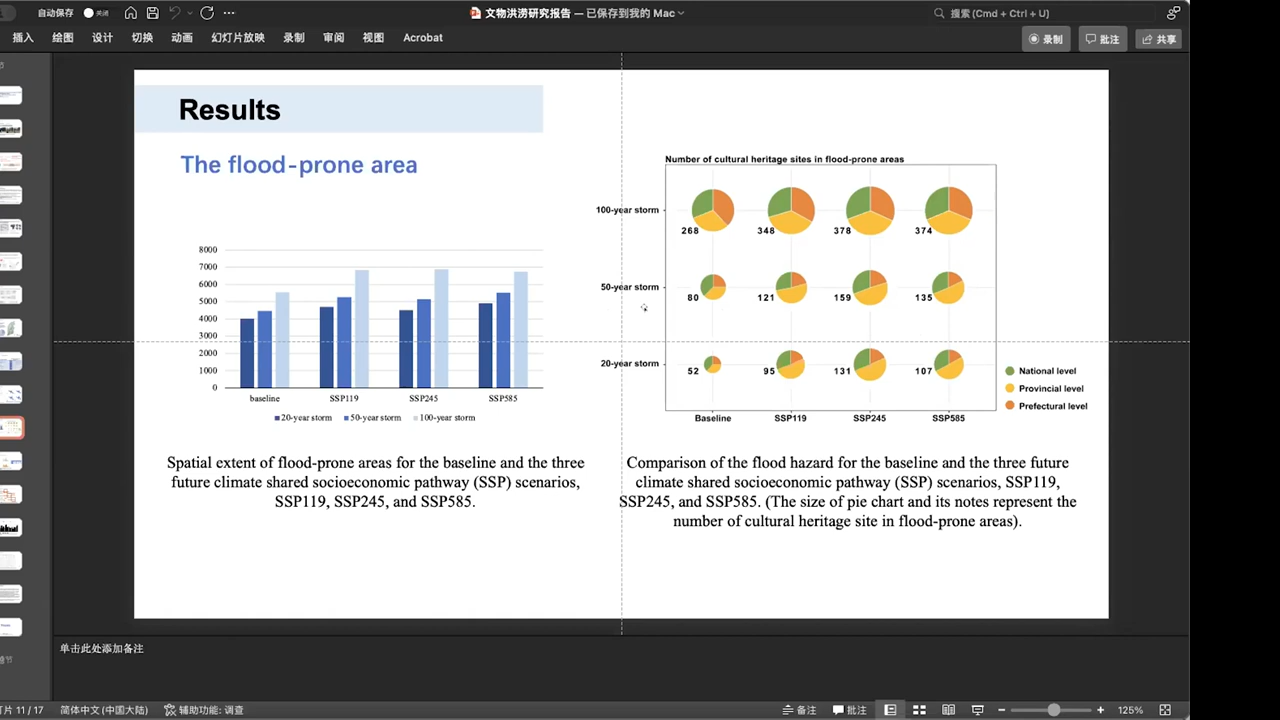 自动保存 关闭
文物洪涝研究报告 — 已保存到我的 Mac
搜索 (Cmd + Ctrl + U)
插入 绘图 设计 切换 动画 幻灯片放映 录制 审阅 视图 Acrobat
录制 批注 共享
Results
The flood-prone area
8000
7000
6000
5000
4000
3000
2000
1000
0
baseline SSP119 SSP245 SSP585
20-year storm 50-year storm 100-year storm
Spatial extent of flood-prone areas for the baseline and the three
future climate shared socioeconomic pathway (SSP) scenarios,
SSP119, SSP245, and SSP585.
Number of cultural heritage sites in flood-prone areas
100-year storm
268 348 378 374
50-year storm
80 121 159 135
20-year storm
52 95 131 107
Baseline SSP119 SSP245 SSP585
National level
Provincial level
Prefectural level
Comparison of the flood hazard for the baseline and the three future
climate shared socioeconomic pathway (SSP) scenarios, SSP119,
SSP245, and SSP585. (The size of pie chart and its notes represent the
number of cultural heritage site in flood-prone areas).
单击此处添加备注
灯片 11 / 17 简体中文 (中国大陆) 辅助功能: 调查
备注 批注 125%